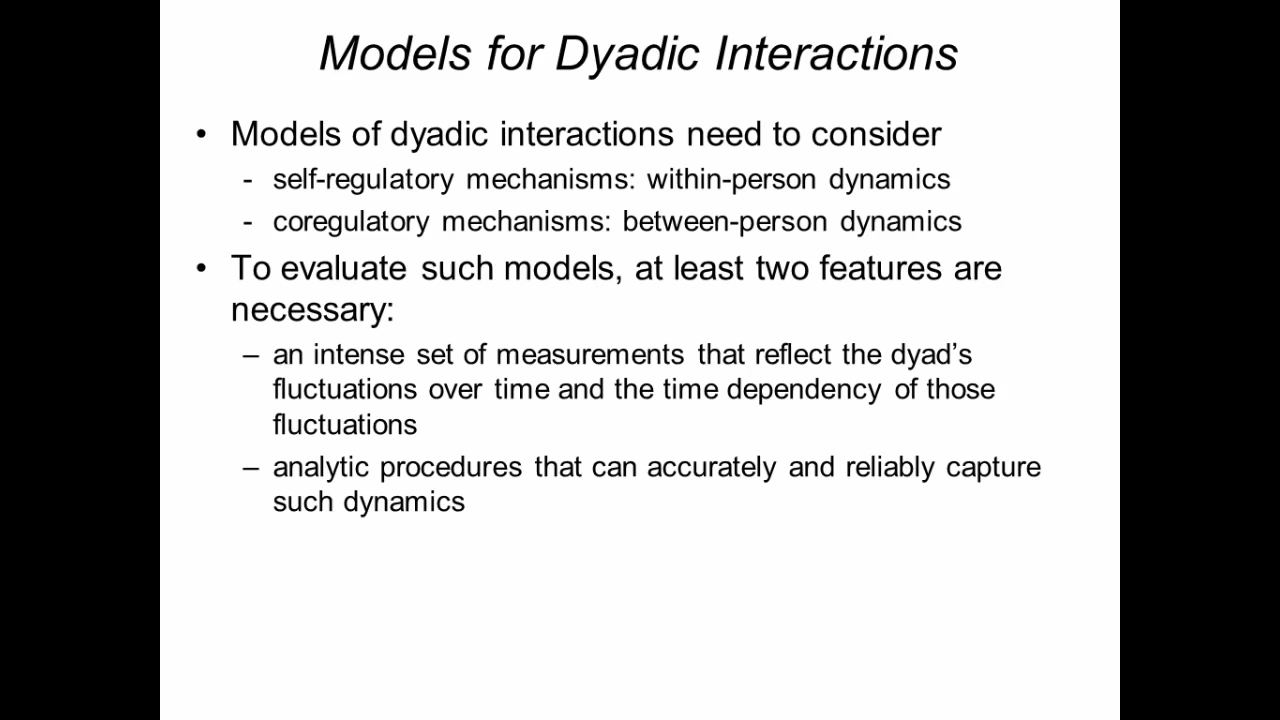 Models for Dyadic Interactions
• Models of dyadic interactions need to consider
- self-regulatory mechanisms: within-person dynamics
- coregulatory mechanisms: between-person dynamics
• To evaluate such models, at least two features are
necessary:
– an intense set of measurements that reflect the dyad’s
fluctuations over time and the time dependency of those
fluctuations
– analytic procedures that can accurately and reliably capture
such dynamics